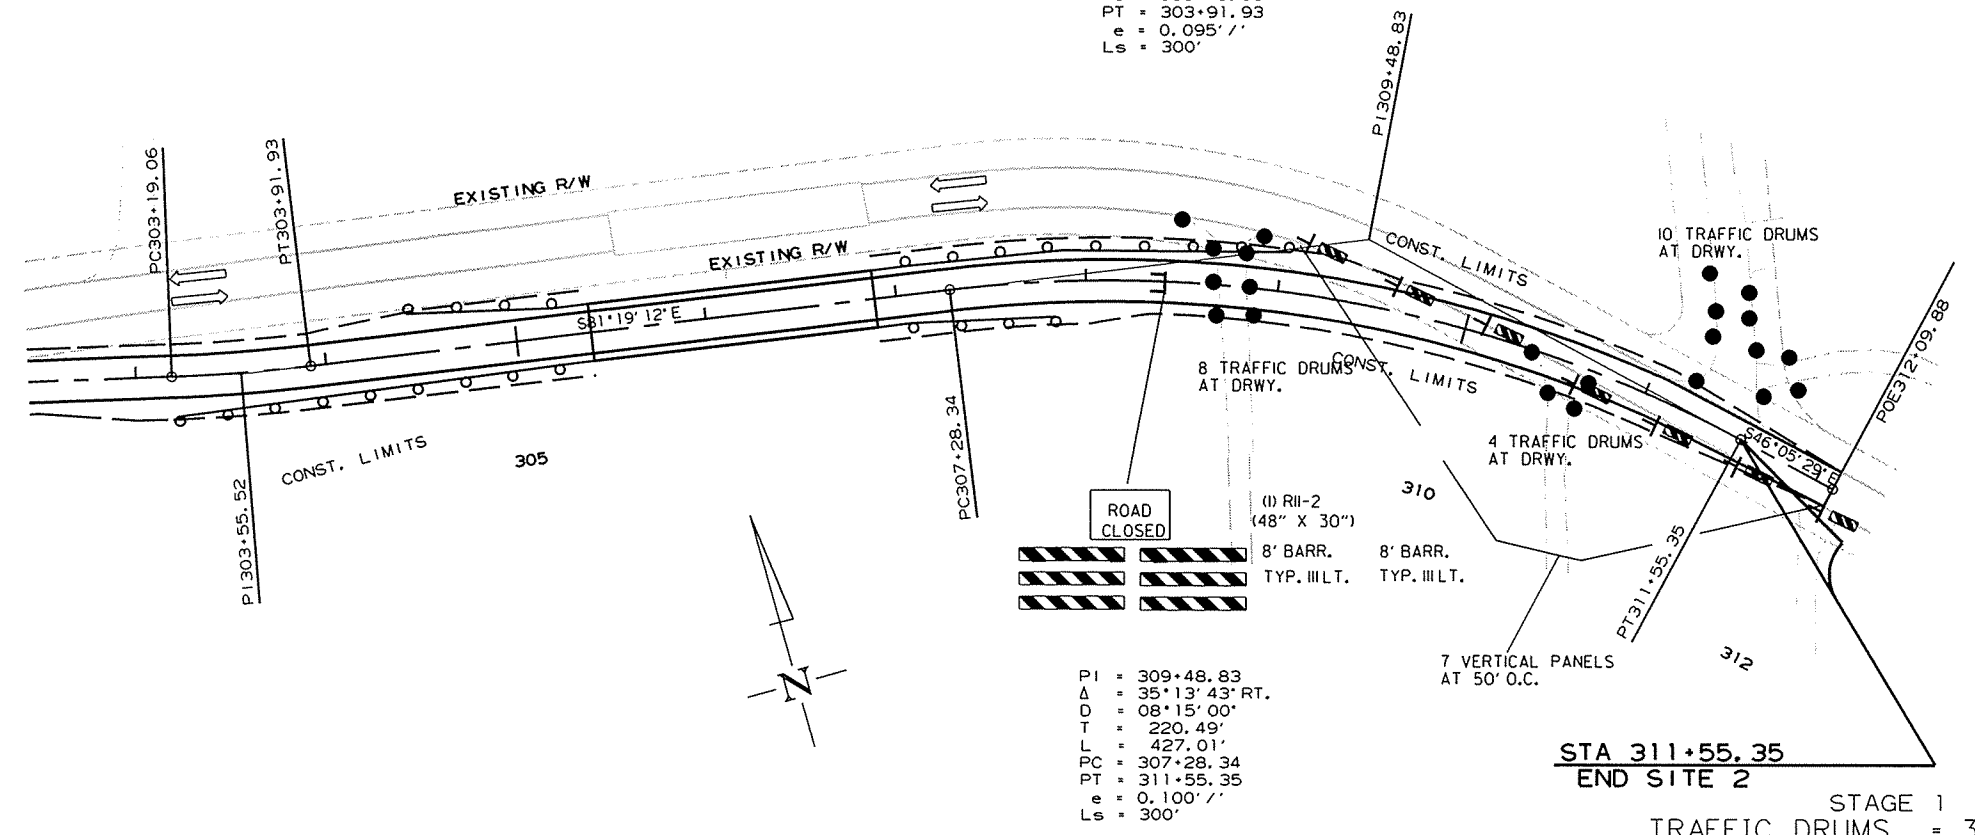 PT = 303+91.93
e = 0.095'/'
Ls = 300'
PI309+48.83
PC303+19.06
PT303+91.93
EXISTING R/W
EXISTING R/W
CONST. LIMITS
10 TRAFFIC DRUMS
AT DRWY.
S81°19'12"E
POE312+09.88
8 TRAFFIC DRUMS
AT DRWY.
CONST. LIMITS
CONST. LIMITS
305
PI303+55.52
PC307+28.34
4 TRAFFIC DRUMS
AT DRWY.
S46°05'29"E
310
ROAD
CLOSED
(1) R11-2
(48" X 30")
8' BARR.
TYP. III LT.
8' BARR.
TYP. III LT.
PT311+55.35
312
7 VERTICAL PANELS
AT 50' O.C.
N
PI = 309+48.83
Δ = 35°13'43" RT.
D = 08°15'00"
T = 220.49'
L = 427.01'
PC = 307+28.34
PT = 311+55.35
e = 0.100'/'
Ls = 300'
STA 311+55.35
END SITE 2
STAGE 1
TRAFFIC DRUMS = 3